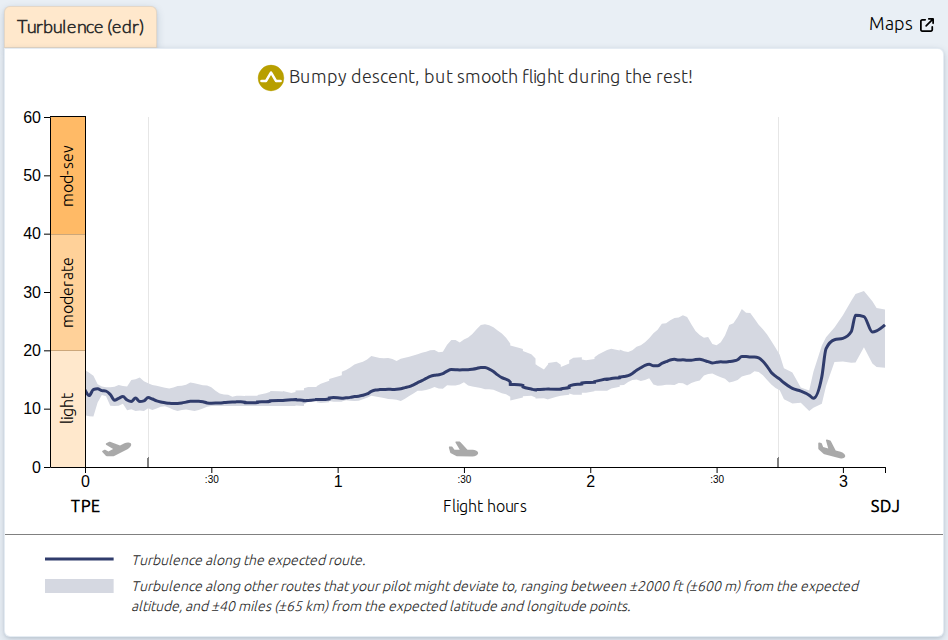 Turbulence (edr)
Maps
Bumpy descent, but smooth flight during the rest!
60
50
40
30
20
10
0
mod-sev
moderate
light
0 :30 1 :30 2 :30 3
TPE Flight hours SDJ
Turbulence along the expected route.
Turbulence along other routes that your pilot might deviate to, ranging between ±2000 ft (±600 m) from the expected
altitude, and ±40 miles (±65 km) from the expected latitude and longitude points.